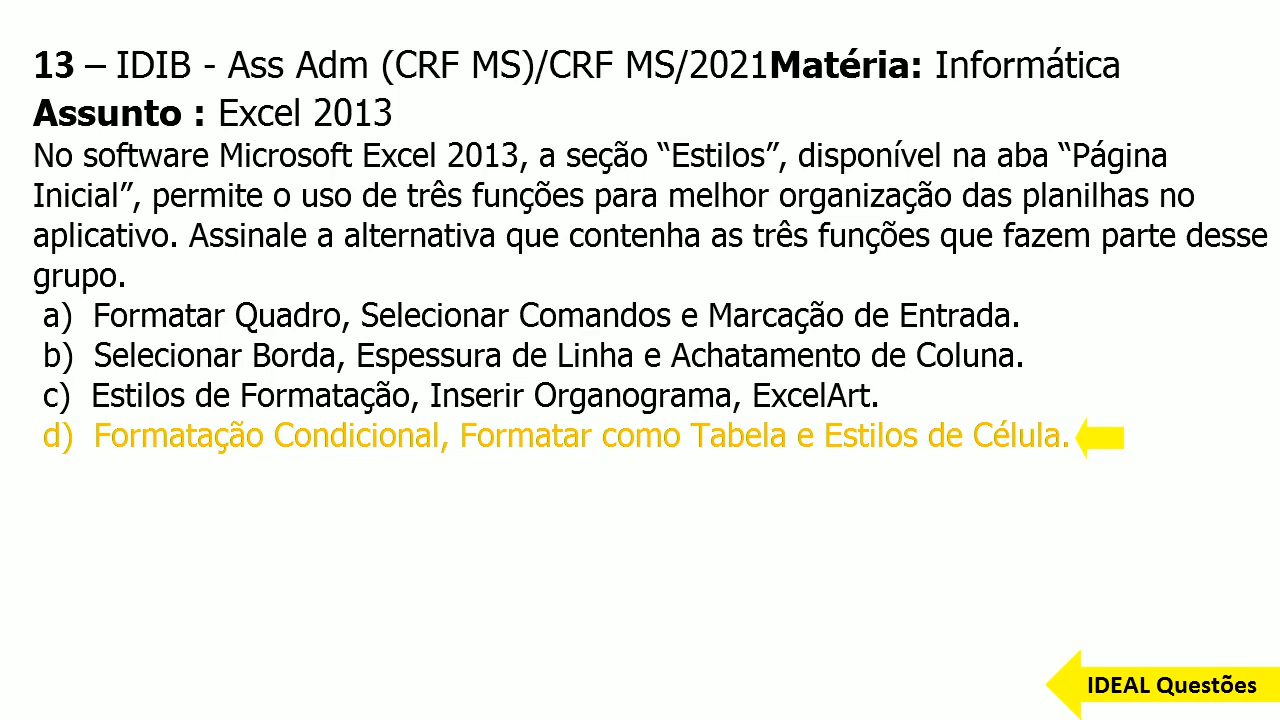 13 – IDIB - Ass Adm (CRF MS)/CRF MS/2021Matéria: Informática
Assunto : Excel 2013
No software Microsoft Excel 2013, a seção “Estilos”, disponível na aba “Página
Inicial”, permite o uso de três funções para melhor organização das planilhas no
aplicativo. Assinale a alternativa que contenha as três funções que fazem parte desse
grupo.
a) Formatar Quadro, Selecionar Comandos e Marcação de Entrada.
b) Selecionar Borda, Espessura de Linha e Achatamento de Coluna.
c) Estilos de Formatação, Inserir Organograma, ExcelArt.
d) Formatação Condicional, Formatar como Tabela e Estilos de Célula.
IDEAL Questões